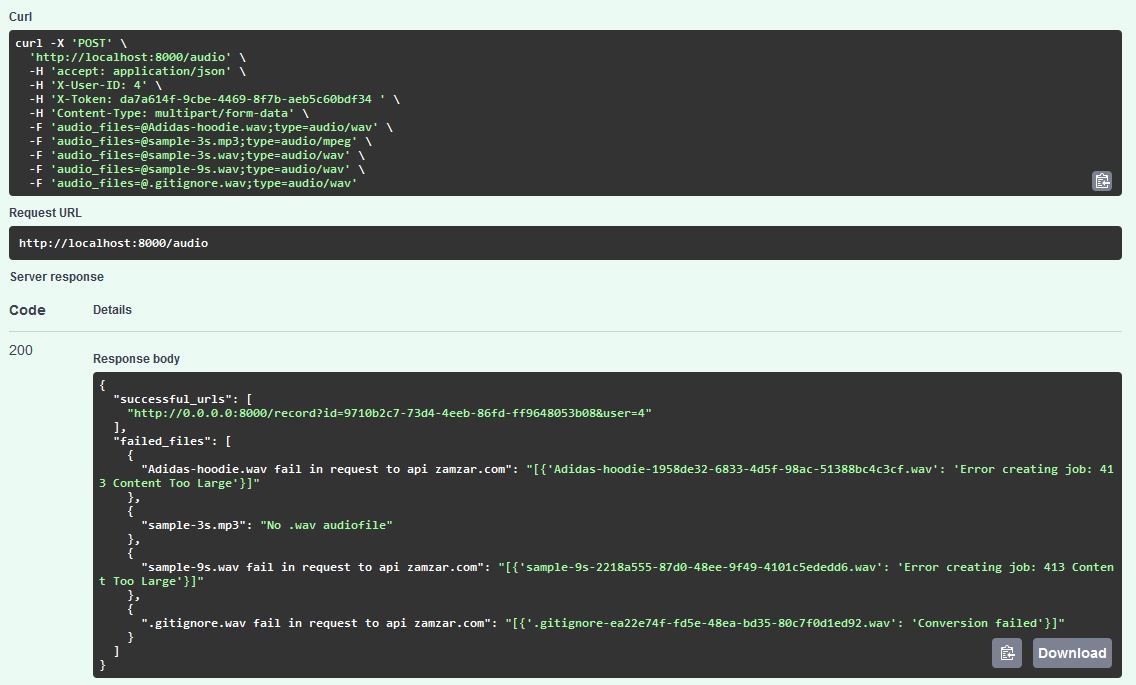 Curl
curl -X 'POST' \
  'http://localhost:8000/audio' \
  -H 'accept: application/json' \
  -H 'X-User-ID: 4' \
  -H 'X-Token: da7a614f-9cbe-4469-8f7b-aeb5c60bdf34 ' \
  -H 'Content-Type: multipart/form-data' \
  -F 'audio_files=@Adidas-hoodie.wav;type=audio/wav' \
  -F 'audio_files=@sample-3s.mp3;type=audio/mpeg' \
  -F 'audio_files=@sample-3s.wav;type=audio/wav' \
  -F 'audio_files=@sample-9s.wav;type=audio/wav' \
  -F 'audio_files=@.gitignore.wav;type=audio/wav'
Request URL
http://localhost:8000/audio
Server response
Code Details
200
Response body
{
  "successful_urls": [
    "http://0.0.0.0:8000/record?id=9710b2c7-73d4-4eeb-86fd-ff9648053b08&user=4"
  ],
  "failed_files": [
    {
      "Adidas-hoodie.wav fail in request to api zamzar.com": "[{'Adidas-hoodie-1958de32-6833-4d5f-98ac-51388bc4c3cf.wav': 'Error creating job: 41
3 Content Too Large'}]"
    },
    {
      "sample-3s.mp3": "No .wav audiofile"
    },
    {
      "sample-9s.wav fail in request to api zamzar.com": "[{'sample-9s-2218a555-87d0-48ee-9f49-4101c5ededd6.wav': 'Error creating job: 413 Conten
t Too Large'}]"
    },
    {
      ".gitignore.wav fail in request to api zamzar.com": "[{'.gitignore-ea22e74f-fd5e-48ea-bd35-80c7f0d1ed92.wav': 'Conversion failed'}]"
    }
  ]
}
Download